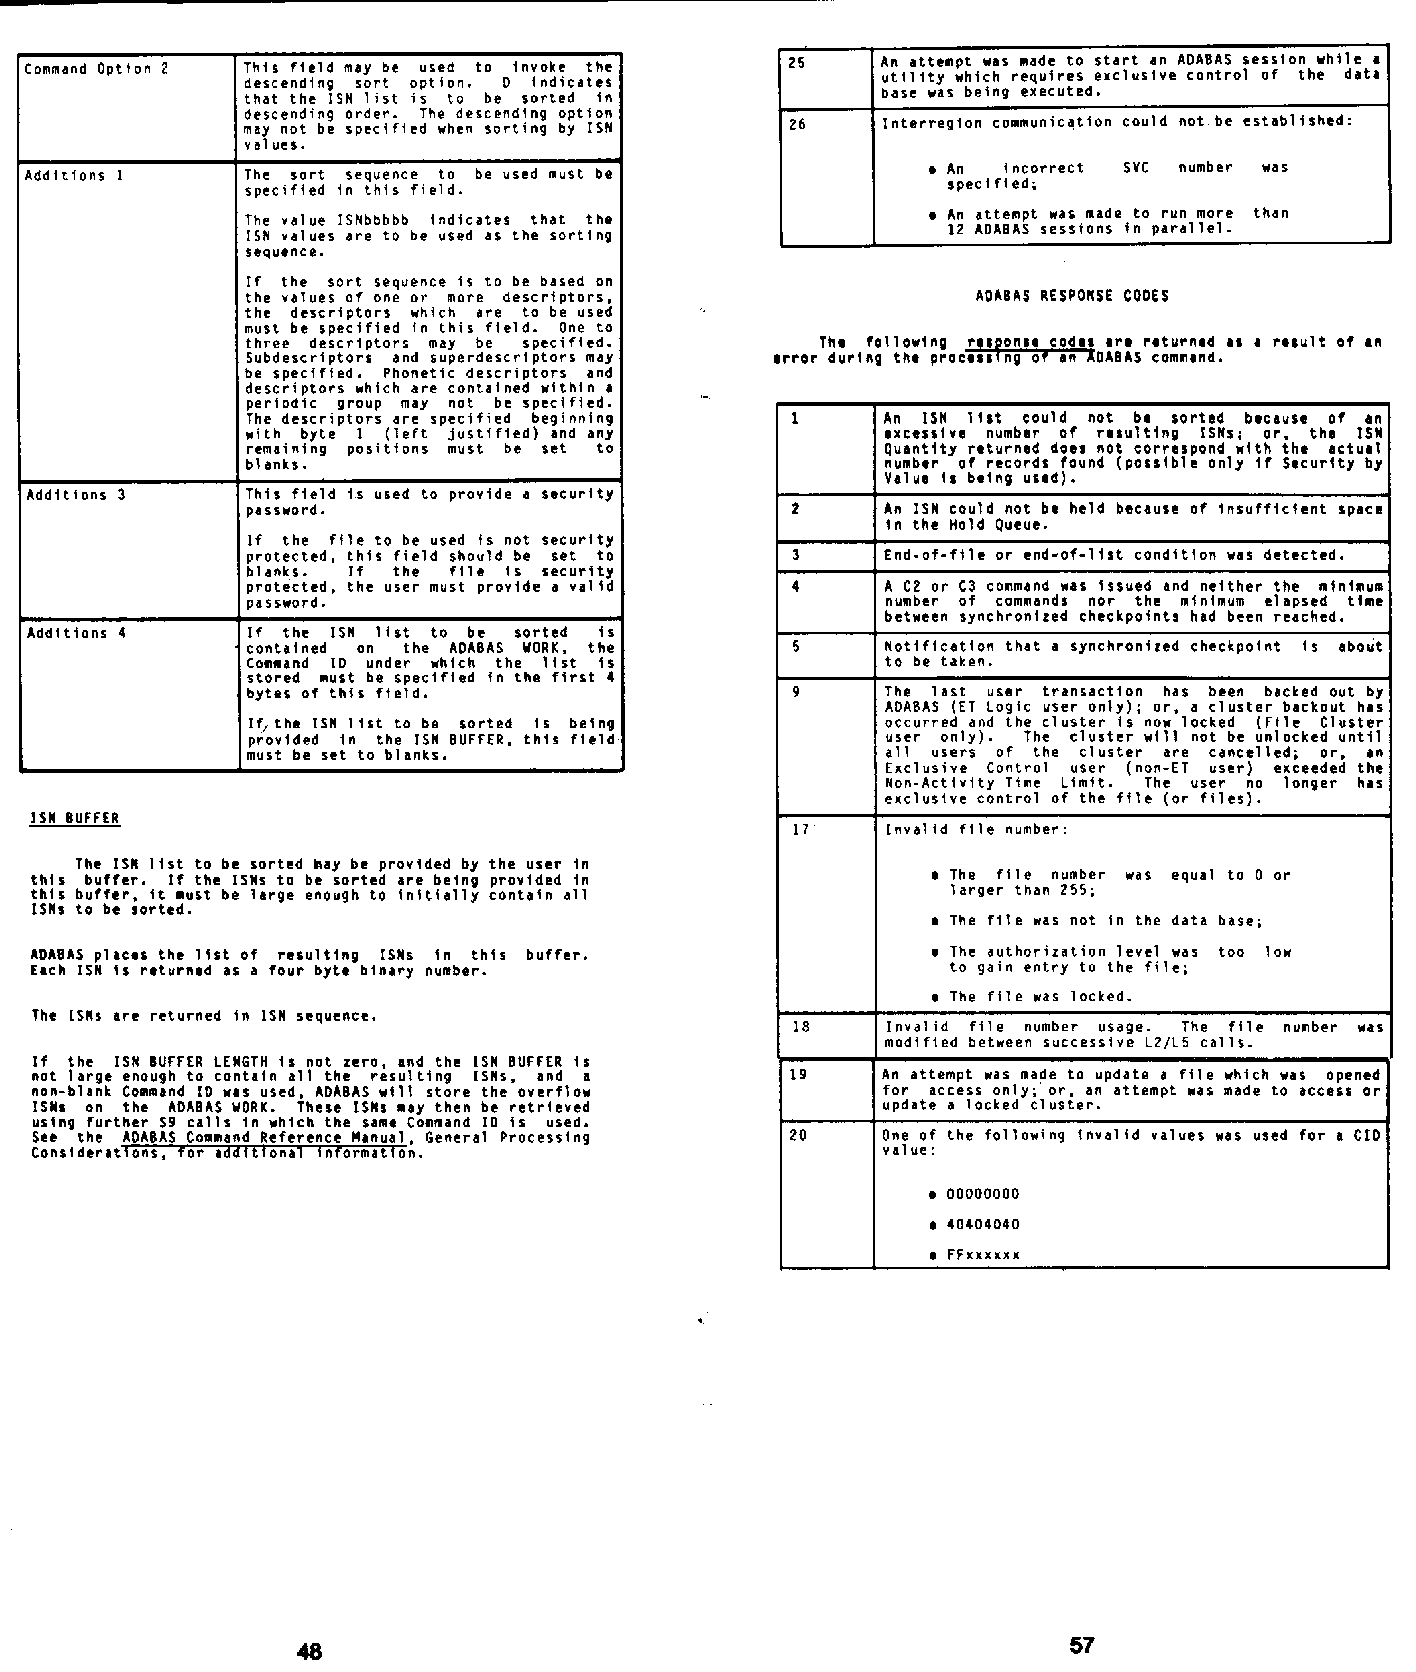 Command Option 2
This field may be used to invoke the
descending sort option. D indicates
that the ISN list is to be sorted in
descending order. The descending option
may not be specified when sorting by ISN
values.
Additions 1
The sort sequence to be used must be
specified in this field.
The value ISNbbbbb indicates that the
ISN values are to be used as the sorting
sequence.
If the sort sequence is to be based on
the values of one or more descriptors,
the descriptors which are to be used
must be specified in this field. One to
three descriptors may be specified.
Subdescriptors and superdescriptors may
be specified. Phonetic descriptors and
descriptors which are contained within a
periodic group may not be specified.
The descriptors are specified beginning
with byte 1 (left justified) and any
remaining positions must be set to
blanks.
Additions 3
This field is used to provide a security
password.
If the file to be used is not security
protected, this field should be set to
blanks. If the file is security
protected, the user must provide a valid
password.
Additions 4
If the ISN list to be sorted is
contained on the ADABAS WORK, the
Command ID under which the list is
stored must be specified in the first 4
bytes of this field.
If, the ISN list to be sorted is being
provided in the ISN BUFFER, this field
must be set to blanks.
ISN BUFFER
The ISN list to be sorted may be provided by the user in
this buffer. If the ISNs to be sorted are being provided in
this buffer, it must be large enough to initially contain all
ISNs to be sorted.
ADABAS places the list of resulting ISNs in this buffer.
Each ISN is returned as a four byte binary number.
The ISNs are returned in ISN sequence.
If the ISN BUFFER LENGTH is not zero, and the ISN BUFFER is
not large enough to contain all the resulting ISNs, and a
non-blank Command ID was used, ADABAS will store the overflow
ISNs on the ADABAS WORK. These ISNs may then be retrieved
using further S9 calls in which the same Command ID is used.
See the ADABAS Command Reference Manual, General Processing
Considerations, for additional information.
48
25
An attempt was made to start an ADABAS session while a
utility which requires exclusive control of the data
base was being executed.
26
Interregion communication could not be established:
• An incorrect SVC number was
specified;
• An attempt was made to run more than
12 ADABAS sessions in parallel.
ADABAS RESPONSE CODES
The following response codes are returned as a result of an
error during the processing of an ADABAS command.
1
An ISN list could not be sorted because of an
excessive number of resulting ISNs; or, the ISN
Quantity returned does not correspond with the actual
number of records found (possible only if Security by
Value is being used).
2
An ISN could not be held because of insufficient space
in the Hold Queue.
3
End-of-file or end-of-list condition was detected.
4
A C2 or C3 command was issued and neither the minimum
number of commands nor the minimum elapsed time
between synchronized checkpoints had been reached.
5
Notification that a synchronized checkpoint is about
to be taken.
9
The last user transaction has been backed out by
ADABAS (ET Logic user only); or, a cluster backout has
occurred and the cluster is now locked (File Cluster
user only). The cluster will not be unlocked until
all users of the cluster are cancelled; or, an
Exclusive Control user (non-ET user) exceeded the
Non-Activity Time Limit. The user no longer has
exclusive control of the file (or files).
17
Invalid file number:
• The file number was equal to 0 or
larger than 255;
• The file was not in the data base;
• The authorization level was too low
to gain entry to the file;
• The file was locked.
18
Invalid file number usage. The file number was
modified between successive L2/L5 calls.
19
An attempt was made to update a file which was opened
for access only; or, an attempt was made to access or
update a locked cluster.
20
One of the following invalid values was used for a CID
value:
• 00000000
• 40404040
• FFxxxxxx
57